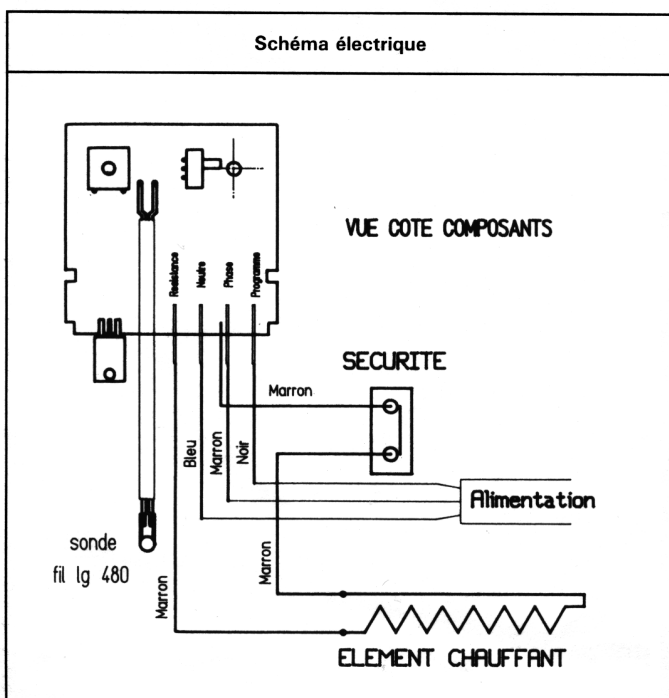 Schéma électrique
VUE COTE COMPOSANTS
Resistance
Neutre
Phase
Programme
SECURITE
Marron
Bleu
Marron
Noir
Alimentation
sonde
fil lg 480
Marron
Marron
ELEMENT CHAUFFANT